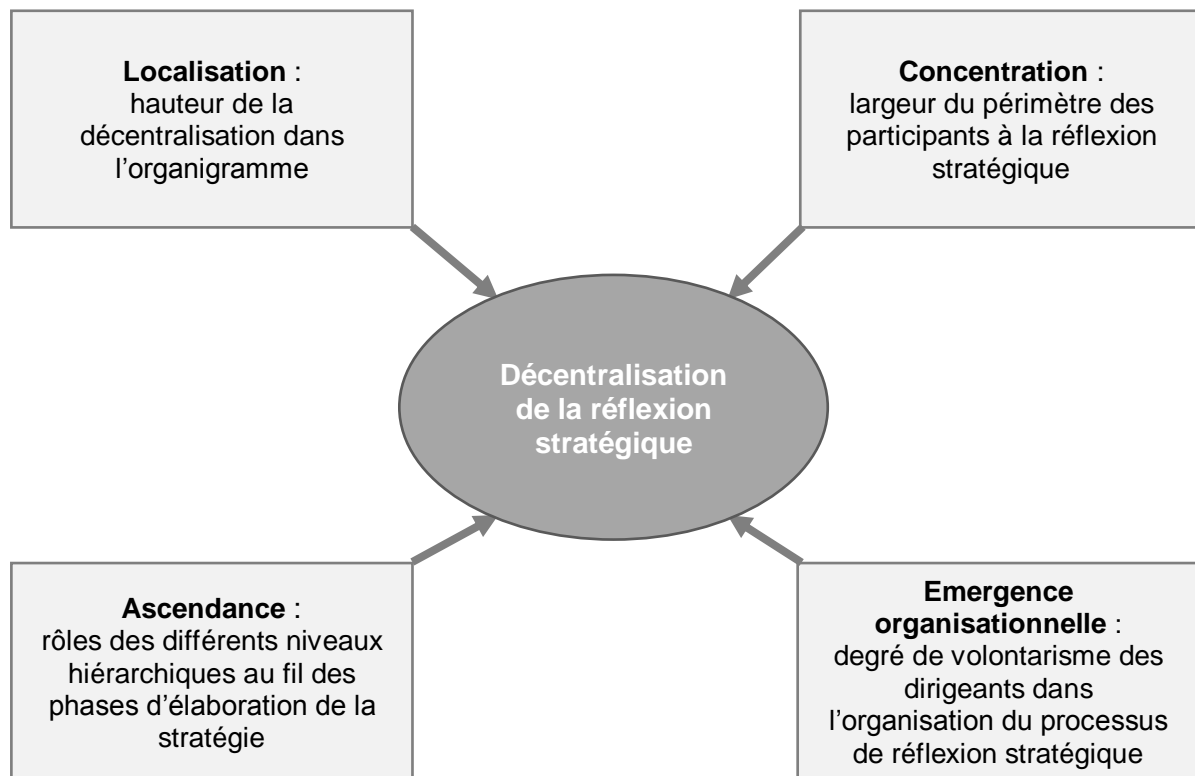 Localisation :
hauteur de la
décentralisation dans
l’organigramme
Concentration :
largeur du périmètre des
participants à la réflexion
stratégique
Décentralisation
de la réflexion
stratégique
Ascendance :
rôles des différents niveaux
hiérarchiques au fil des
phases d’élaboration de la
stratégie
Emergence
organisationnelle :
degré de volontarisme des
dirigeants dans
l’organisation du processus
de réflexion stratégique